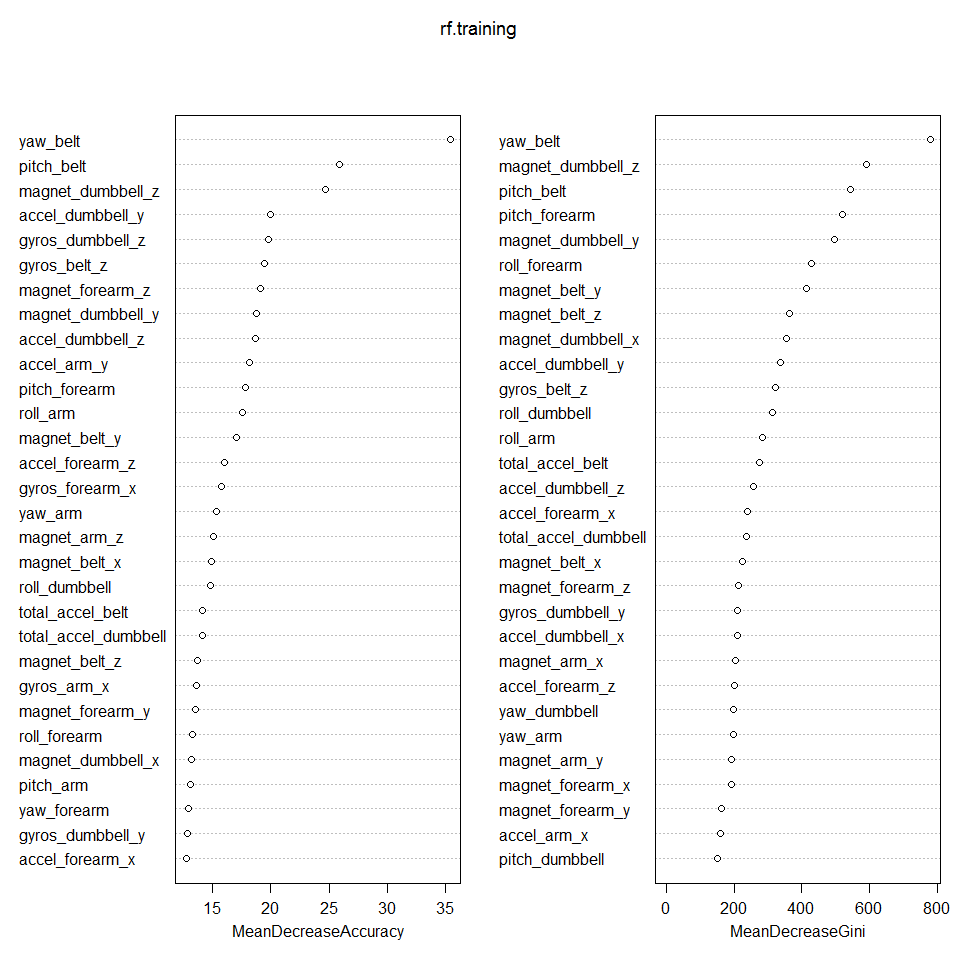 rf.training
yaw_belt
pitch_belt
magnet_dumbbell_z
accel_dumbbell_y
gyros_dumbbell_z
gyros_belt_z
magnet_forearm_z
magnet_dumbbell_y
accel_dumbbell_z
accel_arm_y
pitch_forearm
roll_arm
magnet_belt_y
accel_forearm_z
gyros_forearm_x
yaw_arm
magnet_arm_z
magnet_belt_x
roll_dumbbell
total_accel_belt
total_accel_dumbbell
magnet_belt_z
gyros_arm_x
magnet_forearm_y
roll_forearm
magnet_dumbbell_x
pitch_arm
yaw_forearm
gyros_dumbbell_y
accel_forearm_x
15 20 25 30 35
MeanDecreaseAccuracy
yaw_belt
magnet_dumbbell_z
pitch_belt
pitch_forearm
magnet_dumbbell_y
roll_forearm
magnet_belt_y
magnet_belt_z
magnet_dumbbell_x
accel_dumbbell_y
gyros_belt_z
roll_dumbbell
roll_arm
total_accel_belt
accel_dumbbell_z
accel_forearm_x
total_accel_dumbbell
magnet_belt_x
magnet_forearm_z
gyros_dumbbell_y
accel_dumbbell_x
magnet_arm_x
accel_forearm_z
yaw_dumbbell
yaw_arm
magnet_arm_y
magnet_forearm_x
magnet_forearm_y
accel_arm_x
pitch_dumbbell
0 200 400 600 800
MeanDecreaseGini